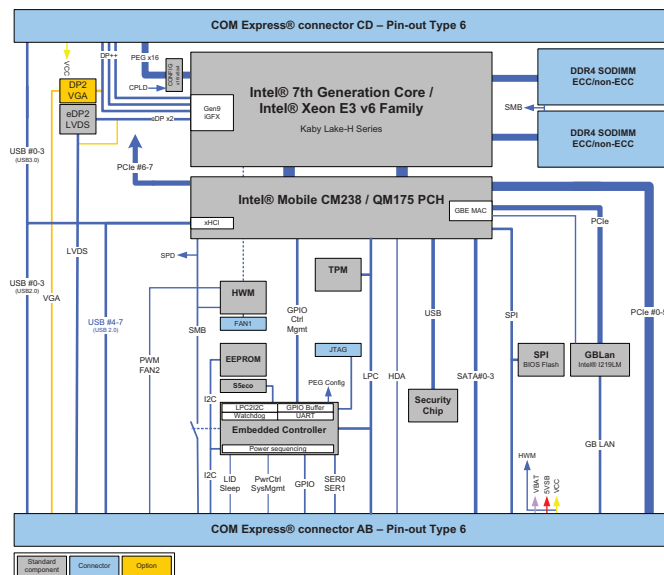 COM Express® connector CD – Pin-out Type 6
VCC
DP++
PEG x16
CONFIG
CPLD
DP2
VGA
eDP2
LVDS
Gen9
iGFX
eDP x2
Intel® 7th Generation Core /
Intel® Xeon E3 v6 Family
Kaby Lake-H Series
DDR4 SODIMM
ECC/non-ECC
SMB
DDR4 SODIMM
ECC/non-ECC
USB #0-3
(USB3.0)
PCIe #6-7
Intel® Mobile CM238 / QM175 PCH
GBE MAC
xHCI
PCIe
LVDS
SPD
TPM
USB #0-3
(USB2.0)
VGA
USB #4-7
(USB 2.0)
HWM
FAN1
GPIO
Ctrl
Mgmt
USB
SPI
PCIe #0-5
SMB
PWM
FAN2
EEPROM
JTAG
LPC
HDA
SATA#0-3
SPI
BIOS Flash
GBLan
Intel® I219LM
S5eco
PEG Config
I2C
LPC2I2C
GPIO Buffer
Watchdog
UART
Embedded Controller
Power sequencing
Security
Chip
GB LAN
HWM
VBAT
5VSB
VCC
I2C
LID
Sleep
PwrCtrl
SysMgmt
GPIO
SER0
SER1
COM Express® connector AB – Pin-out Type 6
Standard
component
Connector
Option